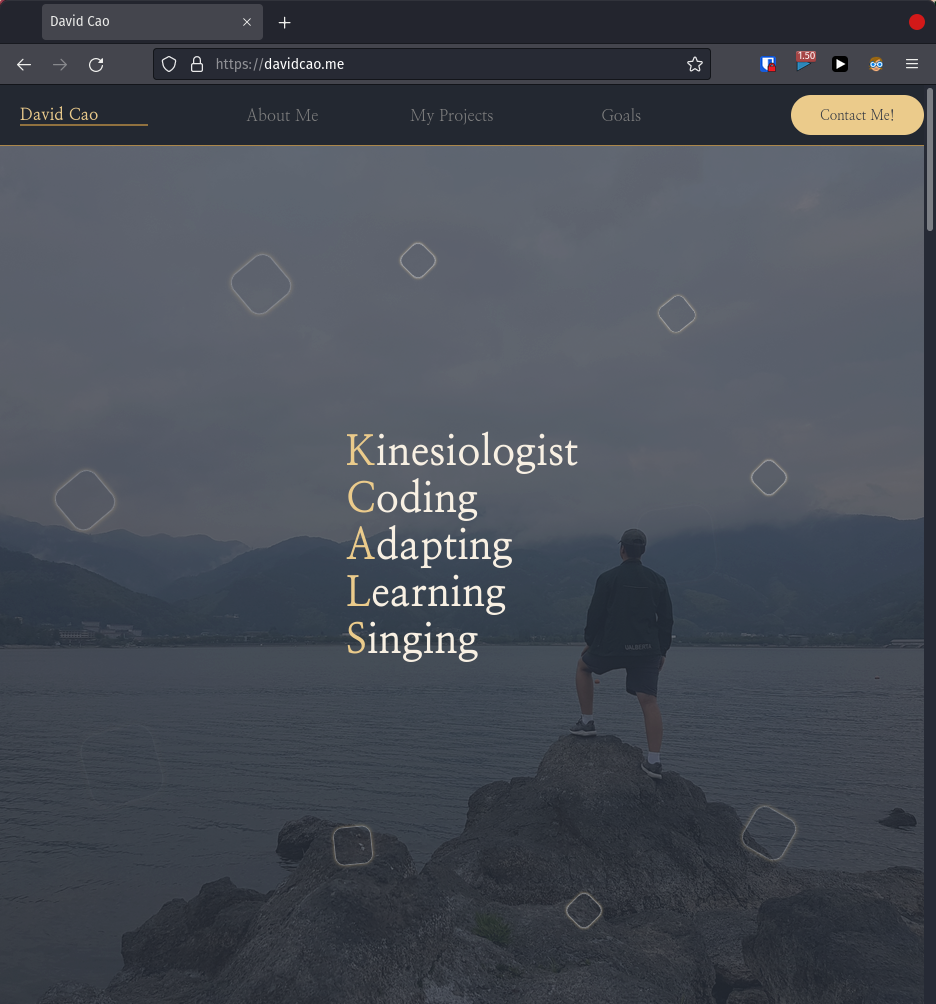 David Cao
https://davidcao.me
1.50
David Cao
About Me
My Projects
Goals
Contact Me!
Kinesiologist
Coding
Adapting
Learning
Singing